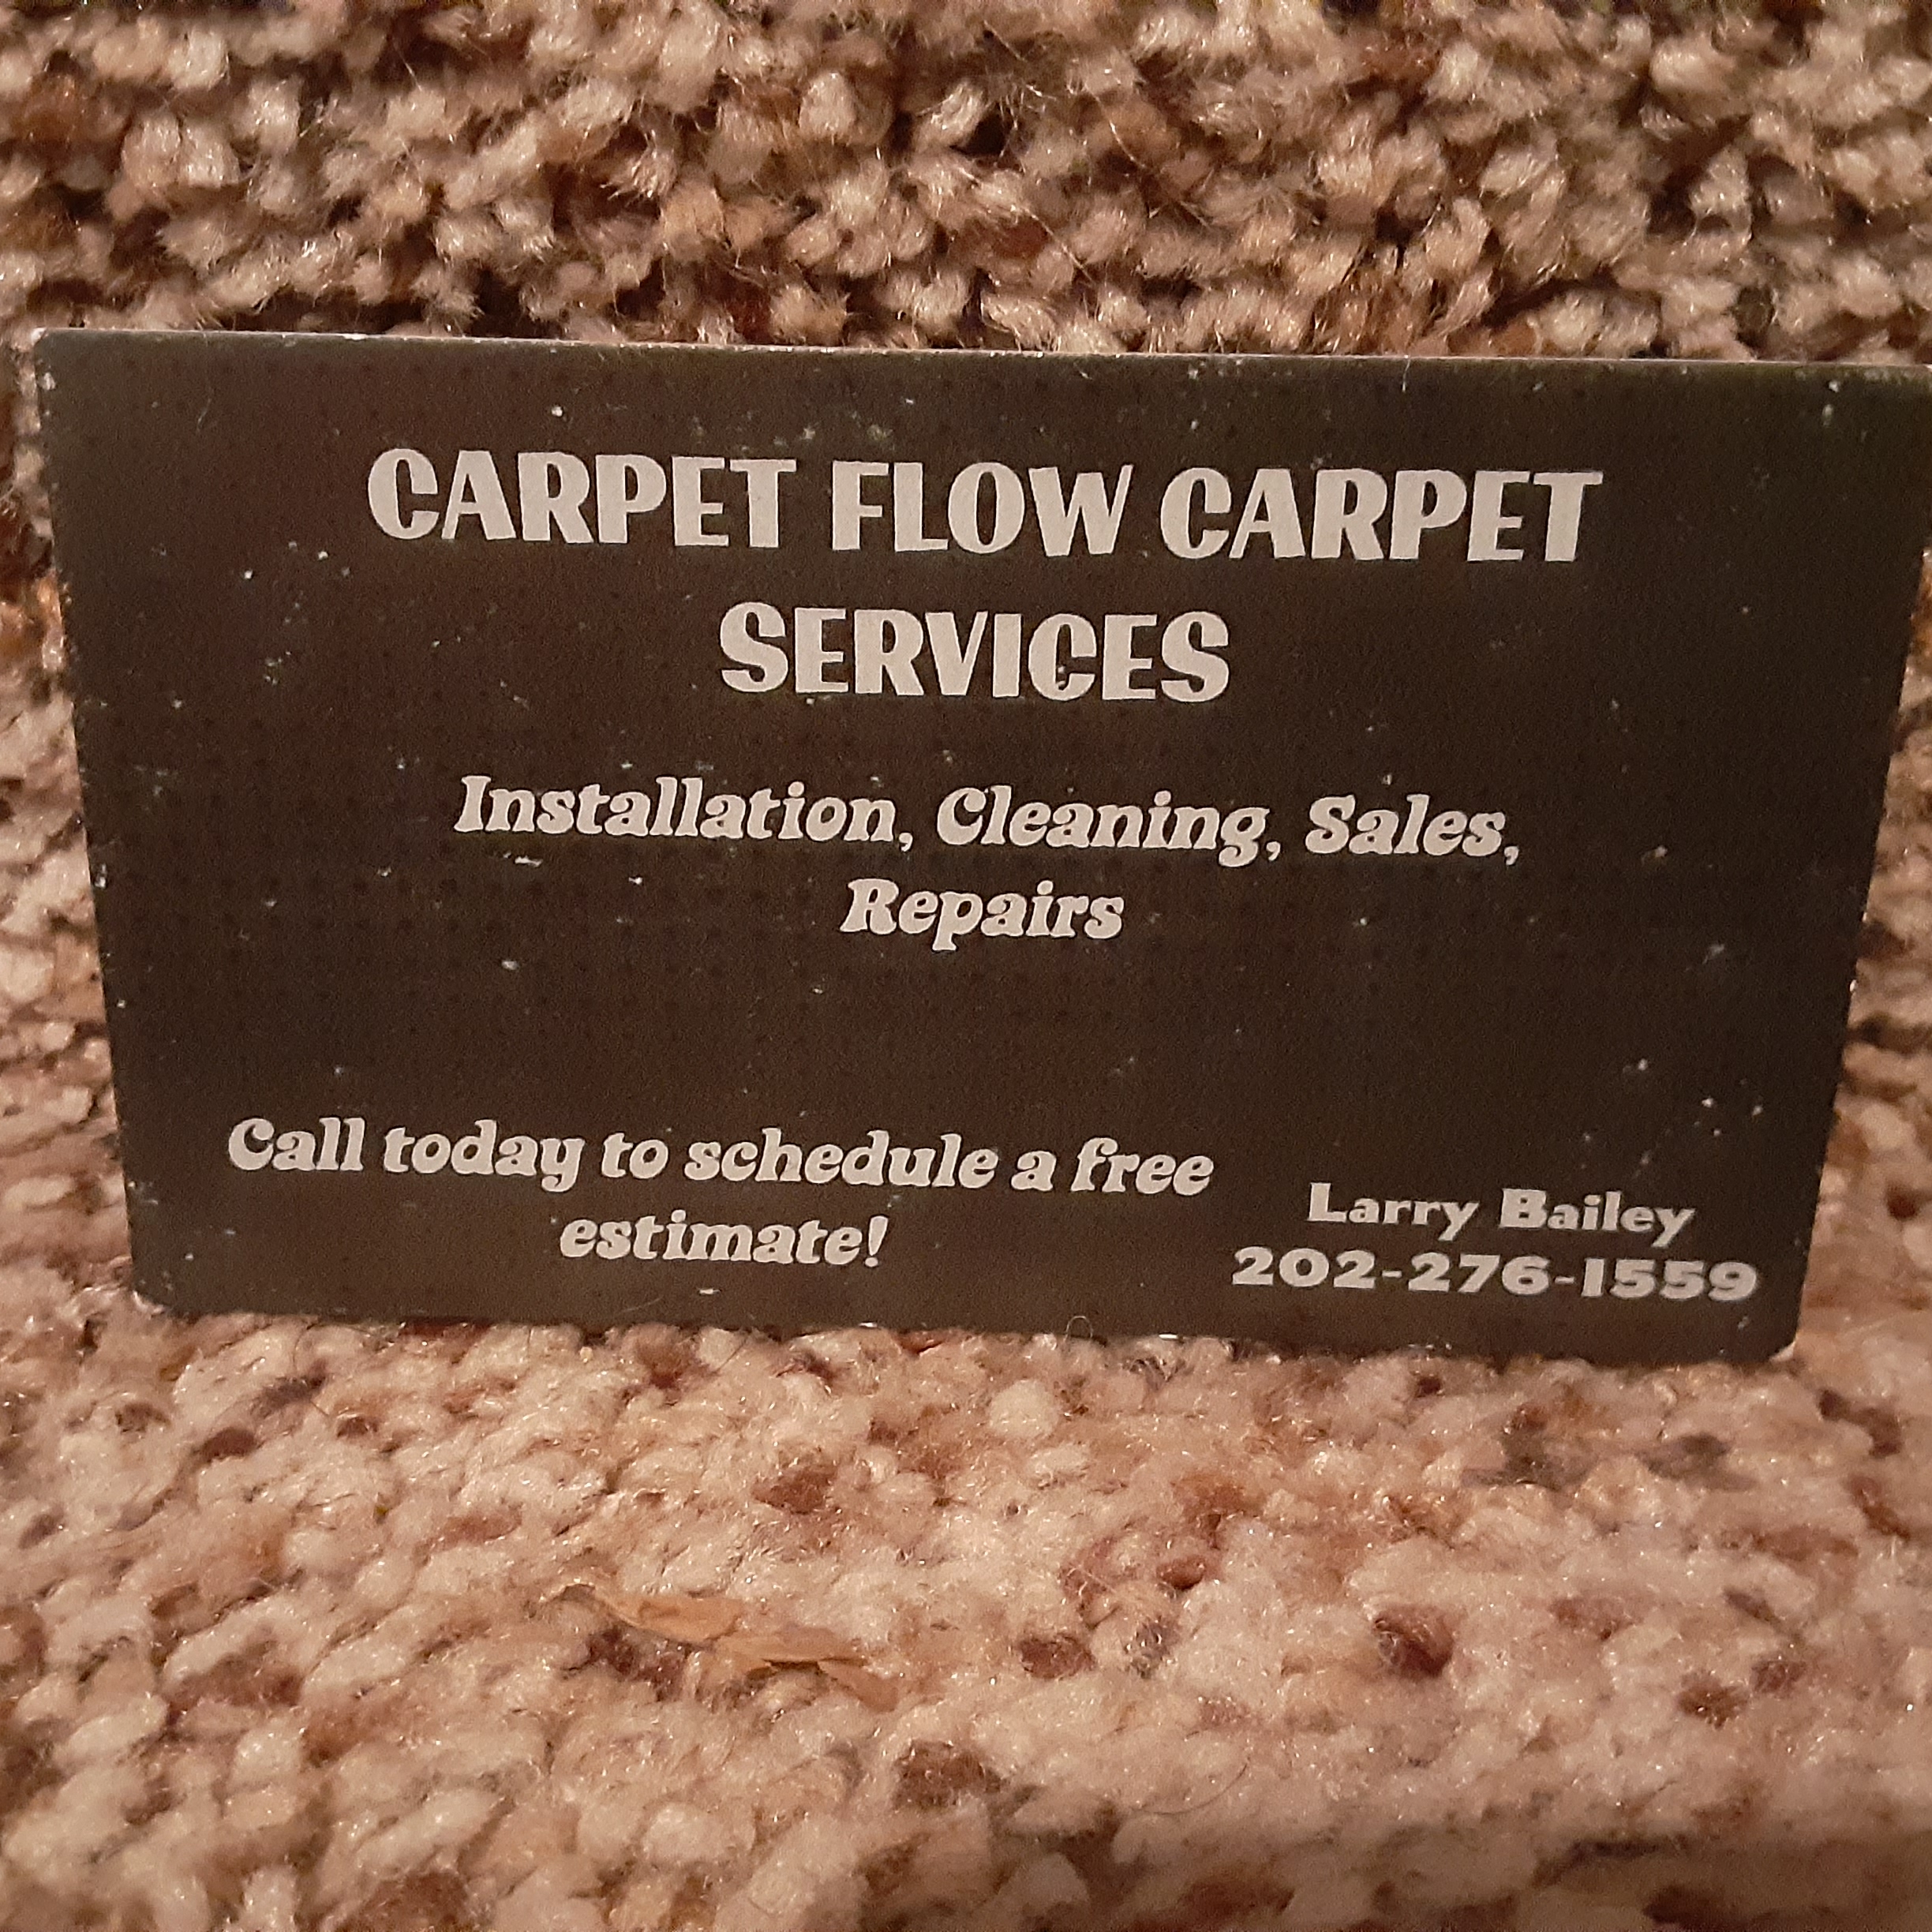 CARPET FLOW CARPET
SERVICES
Installation, Cleaning, Sales,
Repairs
Call today to schedule a free
estimate!
Larry Bailey
202-276-1559